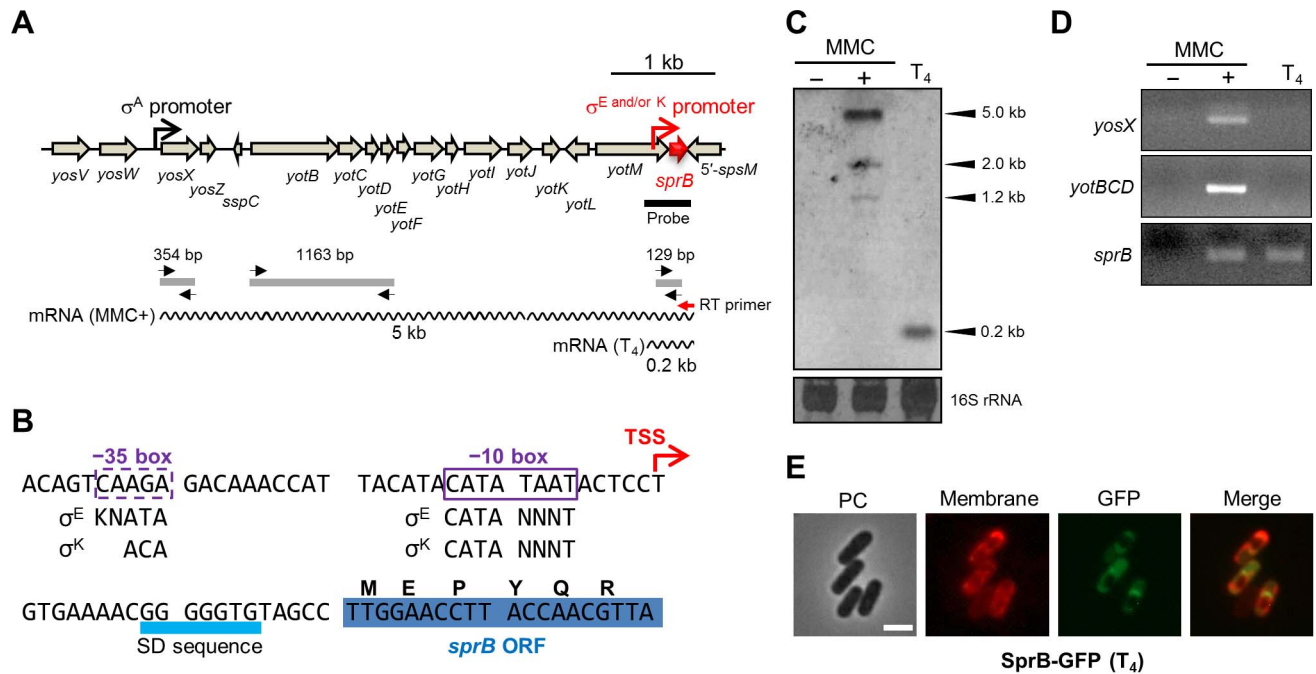 A
1 kb
σA promoter
σE and/or K promoter
yosV yosW yosX yosZ sspC yotB yotC yotD yotE yotF yotG yotH yotI yotJ yotK yotL yotM sprB 5'-spsM
Probe
354 bp 1163 bp 129 bp
RT primer
mRNA (MMC+)
5 kb
mRNA (T4)
0.2 kb
B
−35 box −10 box TSS
ACAGTCAAGA GACAAACCAT TACATACATA TAATACTCCT
σE KNATA σE CATA NNNT
σK ACA σK CATA NNNT
M E P Y Q R
GTGAAAACGG GGGTGTAGCC TTGGAACCTT ACCAACGTTA
SD sequence sprB ORF
C
MMC
− + T4
5.0 kb
2.0 kb
1.2 kb
0.2 kb
16S rRNA
D
MMC
− + T4
yosX
yotBCD
sprB
E
PC Membrane GFP Merge
SprB-GFP (T4)